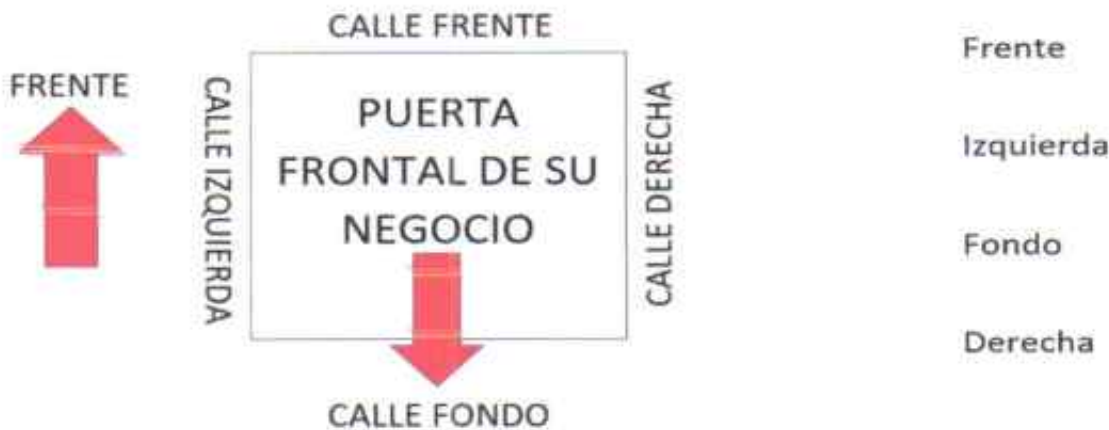 CALLE FRENTE
FRENTE
CALLE IZQUIERDA
PUERTA
FRONTAL DE SU
NEGOCIO
CALLE DERECHA
CALLE FONDO
Frente
Izquierda
Fondo
Derecha